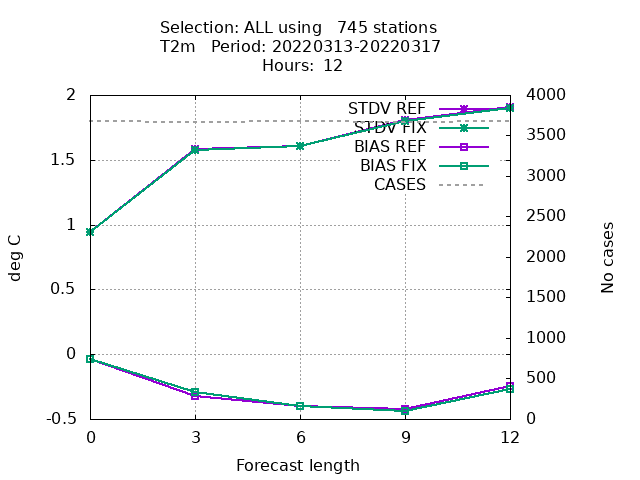 Selection: ALL using   745 stations
T2m   Period: 20220313-20220317
Hours: 12
2
1.5
1
0.5
0
-0.5
4000
3500
3000
2500
2000
1500
1000
500
0
STDV REF
STDV FIX
BIAS REF
BIAS FIX
CASES
deg C
No cases
0 3 6 9 12
Forecast length